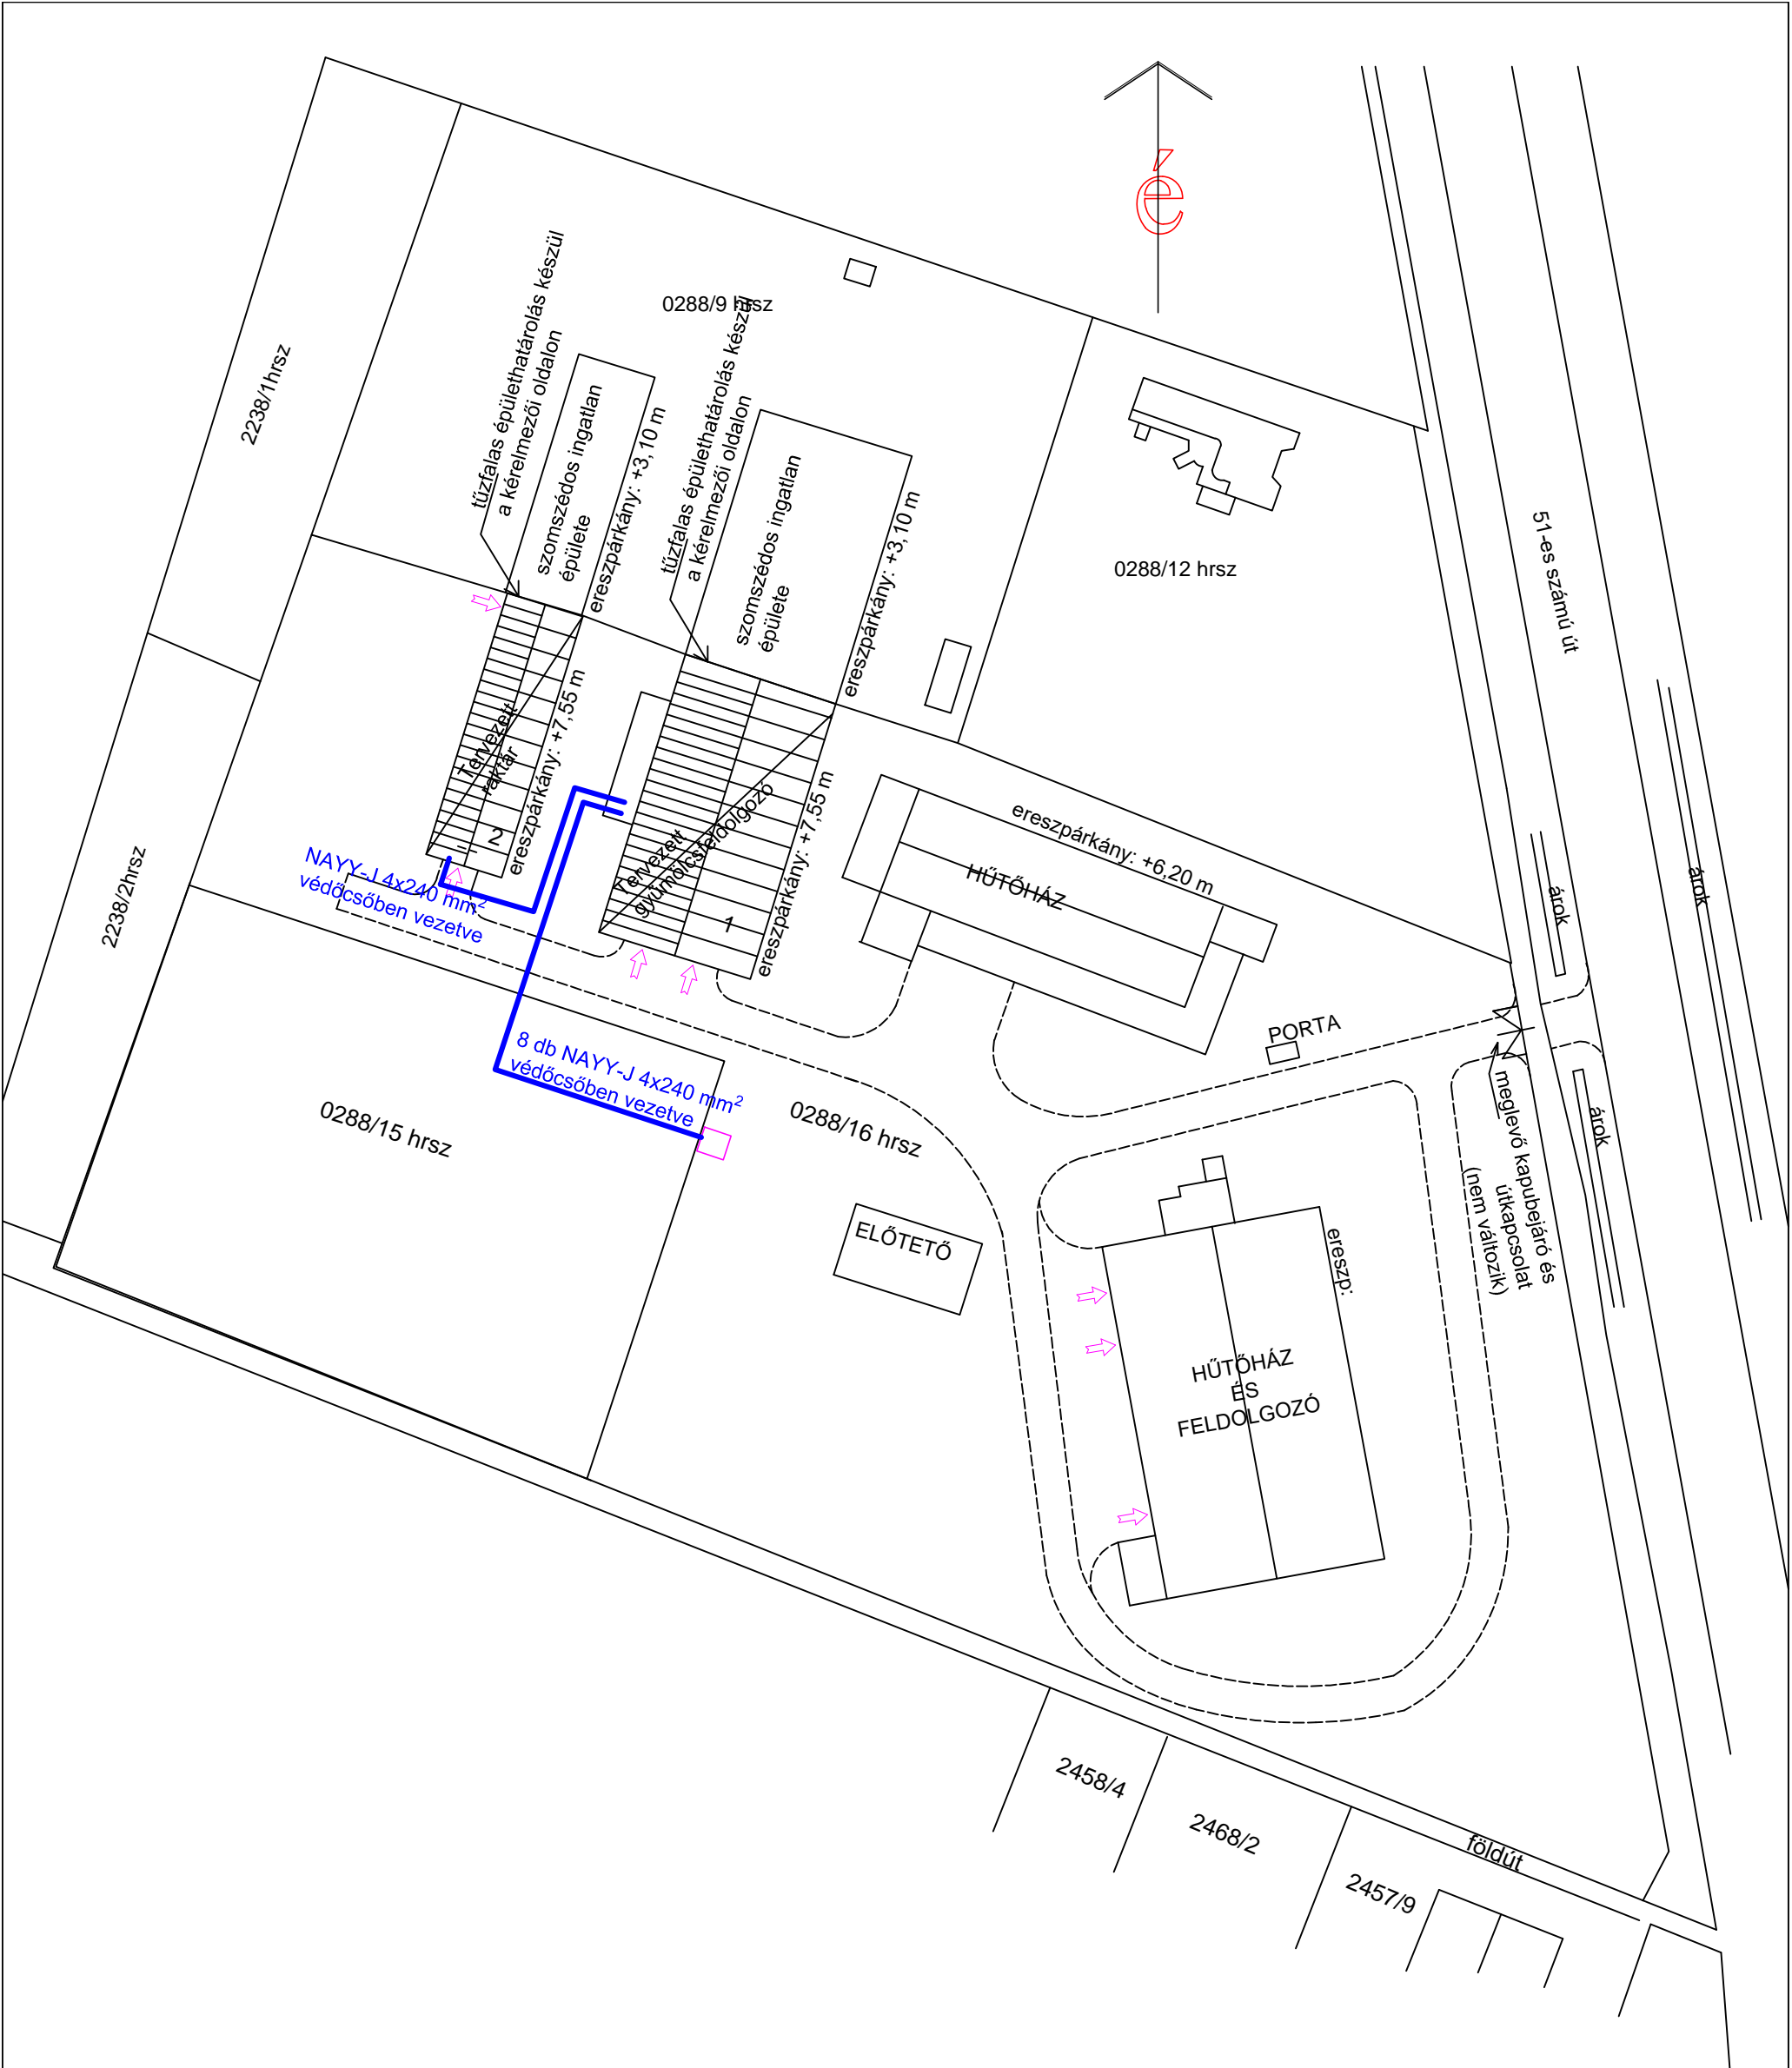 é
tűzfalas épülethatárolás készül
a kérelmezői oldalon
0288/9 hrsz
tűzfalas épülethatárolás készül
a kérelmezői oldalon
2238/1hrsz
szomszédos ingatlan
épülete
ereszpárkány: +3,10 m
szomszédos ingatlan
épülete
ereszpárkány: +3,10 m
0288/12 hrsz
51-es számú út
Tervezett
raktár
2
ereszpárkány: +7,55 m
Tervezett
gyümölcsfeldolgozó
1
ereszpárkány: +7,55 m
ereszpárkány: +6,20 m
HŰTŐHÁZ
árok
árok
2238/2hrsz
NAYY-J 4x240 mm²
védőcsőben vezetve
8 db NAYY-J 4x240 mm²
védőcsőben vezetve
PORTA
árok
meglevő kapubejáró és
útkapcsolat
(nem változik)
0288/15 hrsz
0288/16 hrsz
ELŐTETŐ
ereszp:
HŰTŐHÁZ
ÉS
FELDOLGOZÓ
2458/4
2468/2
földút
2457/9